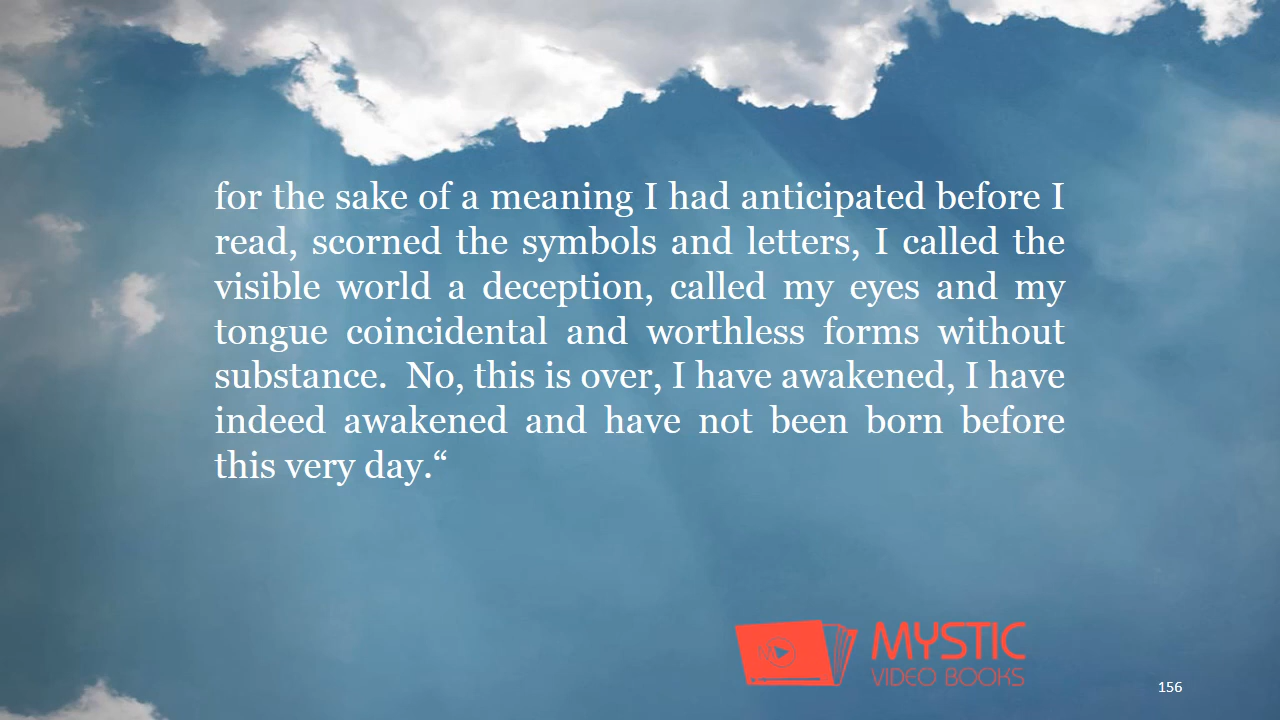 for the sake of a meaning I had anticipated before I
read, scorned the symbols and letters, I called the
visible world a deception, called my eyes and my
tongue coincidental and worthless forms without
substance.  No, this is over, I have awakened, I have
indeed awakened and have not been born before
this very day.“
MYSTIC
VIDEO BOOKS
156